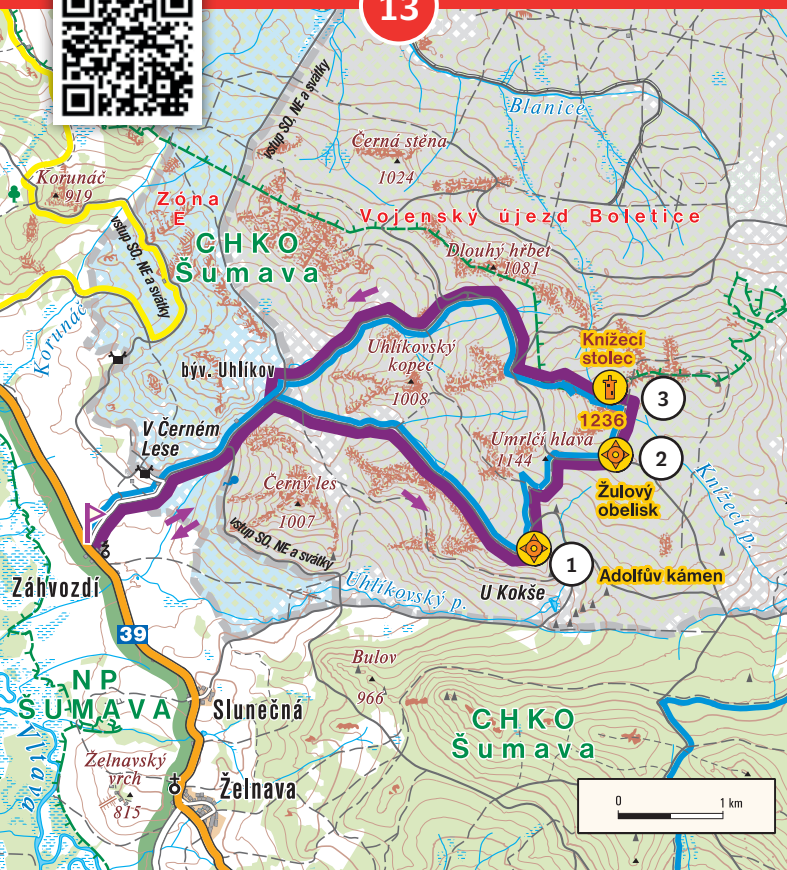 13
Blanice
vstup SO, NE a svátky
Černá stěna
1024
Korunáč
919
Zóna
E
Vojenský újezd Boletice
vstup SO, NE a svátky
CHKO
Šumava
Dlouhý hřbet
1081
Korunáč
Knížecí
stolec
Uhlíkovský
kopec
1008
býv. Uhlíkov
3
1236
V Černém
Lese
Umrlčí hlava
1144
2
Knížecí p.
Černý les
1007
Žulový
obelisk
vstup SO, NE a svátky
1
Adolfův kámen
Záhvozdí
Uhlíkovský p.
U Kokše
39
NP
ŠUMAVA
Bulov
966
Slunečná
CHKO
Šumava
Vltava
Želnavský
vrch
815
Želnava
0
1 km